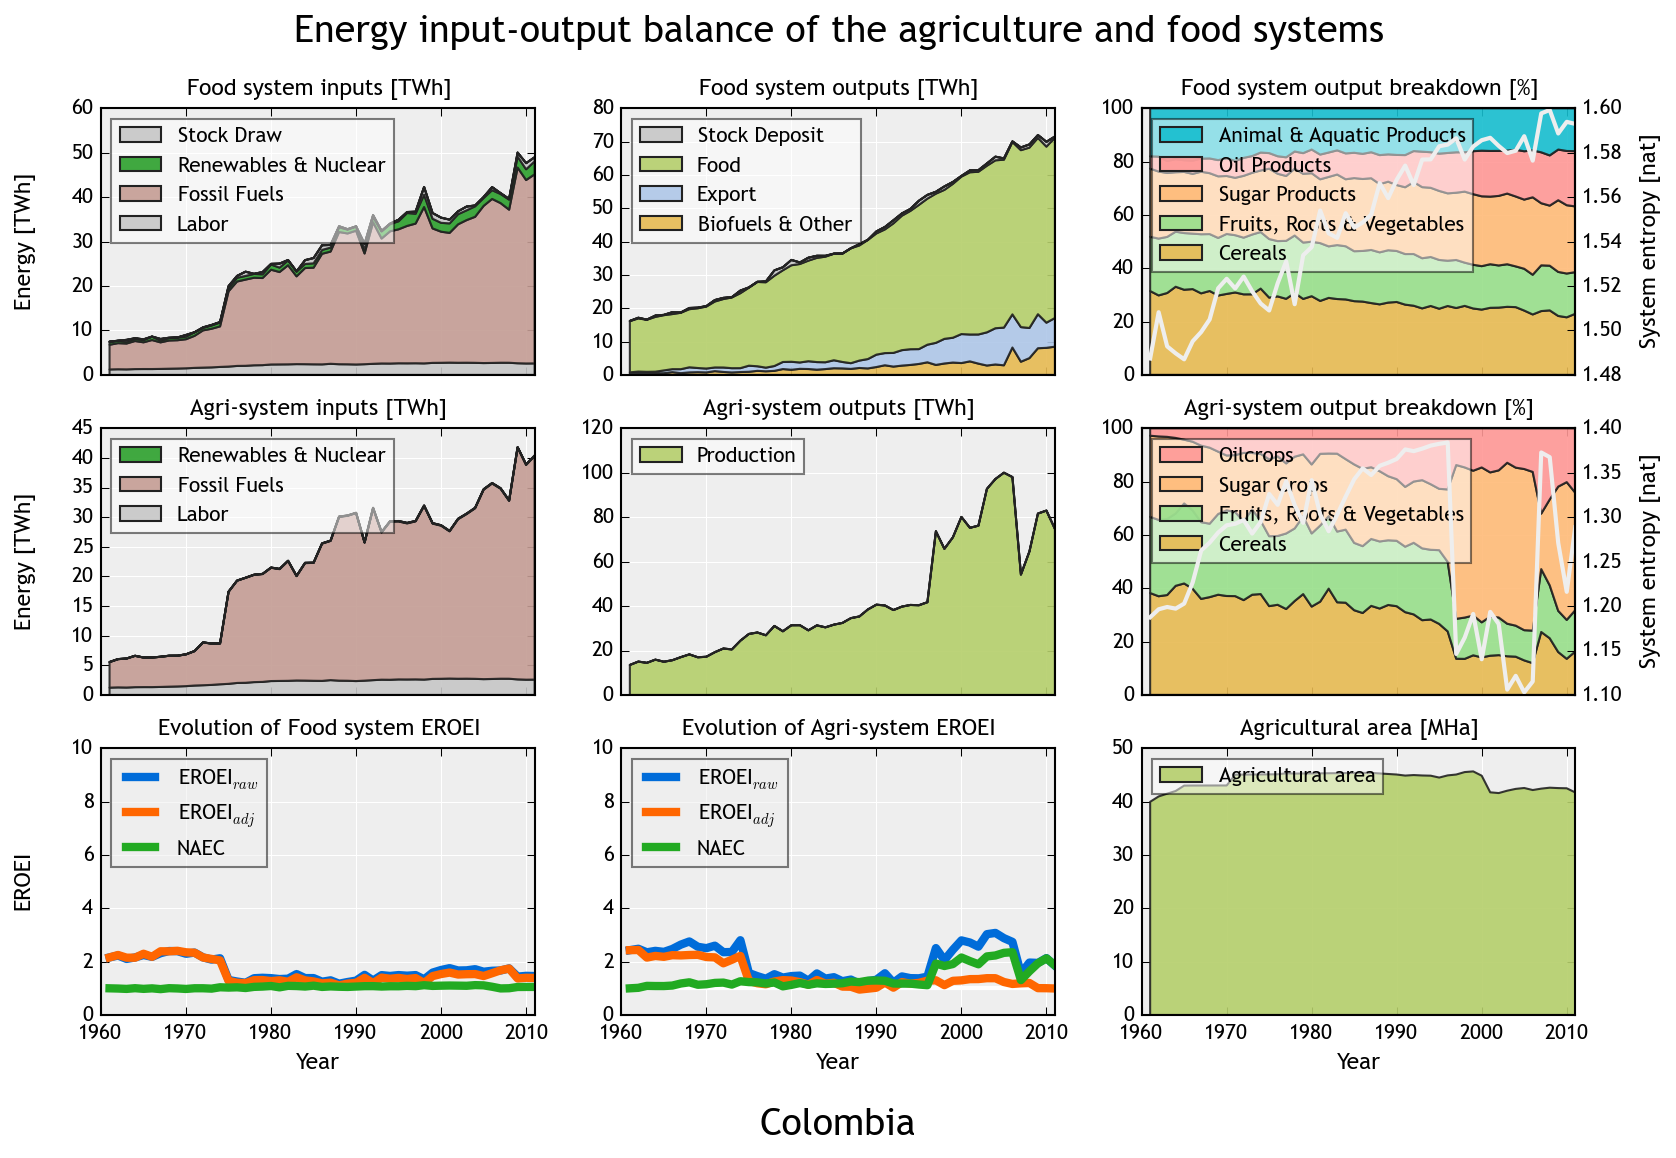 Energy input-output balance of the agriculture and food systems
Food system inputs [TWh]
Food system outputs [TWh]
Food system output breakdown [%]
Energy [TWh]
60
50
40
30
20
10
0
Stock Draw
Renewables & Nuclear
Fossil Fuels
Labor
80
70
60
50
40
30
20
10
0
Stock Deposit
Food
Export
Biofuels & Other
100
80
60
40
20
0
Animal & Aquatic Products
Oil Products
Sugar Products
Fruits, Roots & Vegetables
Cereals
1.60
1.58
1.56
1.54
1.52
1.50
1.48
System entropy [nat]
Agri-system inputs [TWh]
Agri-system outputs [TWh]
Agri-system output breakdown [%]
Energy [TWh]
45
40
35
30
25
20
15
10
5
0
Renewables & Nuclear
Fossil Fuels
Labor
120
100
80
60
40
20
0
Production
100
80
60
40
20
0
Oilcrops
Sugar Crops
Fruits, Roots & Vegetables
Cereals
1.40
1.35
1.30
1.25
1.20
1.15
1.10
System entropy [nat]
Evolution of Food system EROEI
Evolution of Agri-system EROEI
Agricultural area [MHa]
EROEI
10
8
6
4
2
0
EROEI raw
EROEI adj
NAEC
1960 1970 1980 1990 2000 2010
Year
10
8
6
4
2
0
EROEI raw
EROEI adj
NAEC
1960 1970 1980 1990 2000 2010
Year
50
40
30
20
10
0
Agricultural area
1960 1970 1980 1990 2000 2010
Year
Colombia